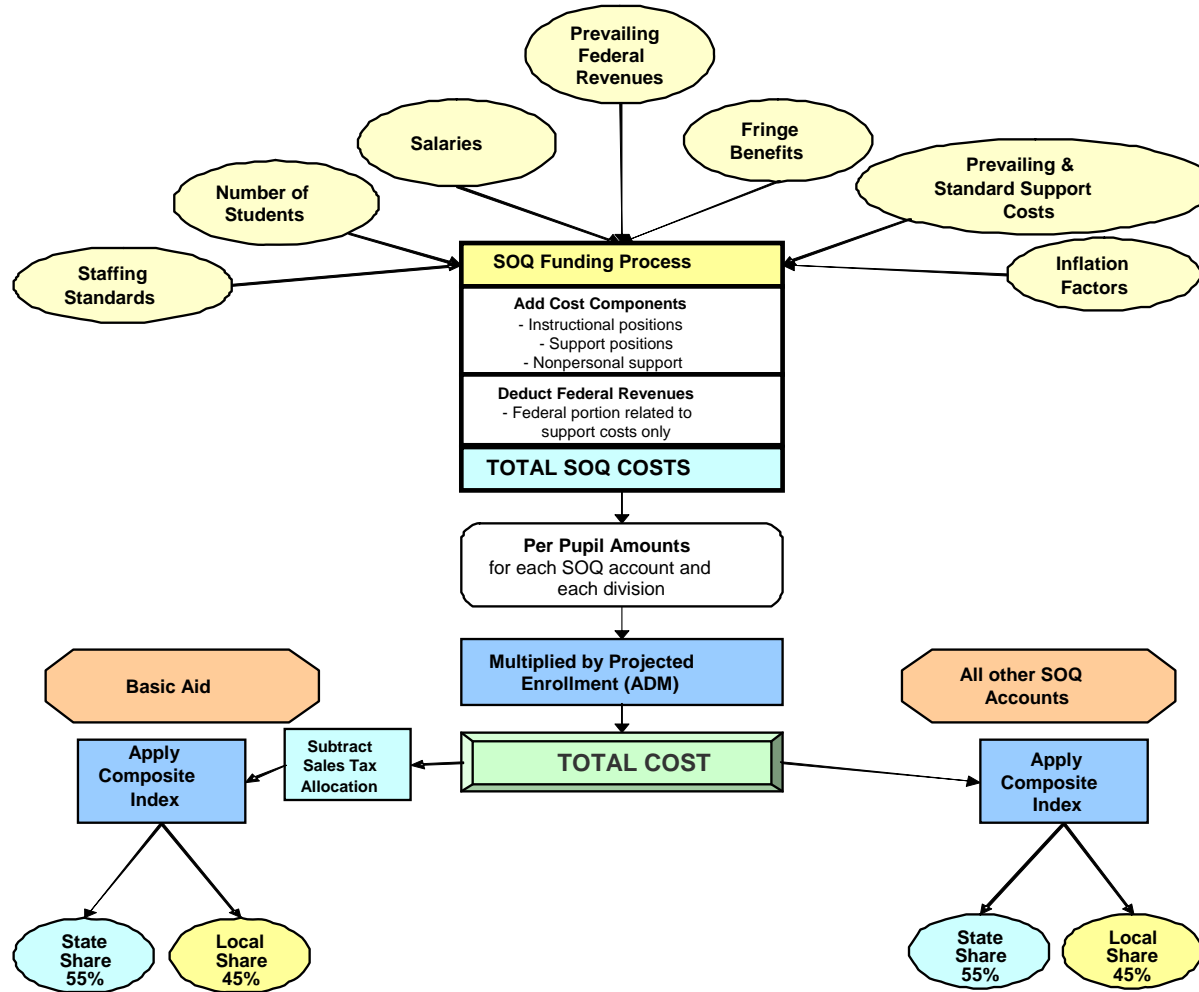 Prevailing
Federal
Revenues
Salaries
Fringe
Benefits
Prevailing &
Standard Support
Costs
Number of
Students
Staffing
Standards
Inflation
Factors
SOQ Funding Process
Add Cost Components
- Instructional positions
- Support positions
- Nonpersonal support
Deduct Federal Revenues
- Federal portion related to
support costs only
TOTAL SOQ COSTS
Per Pupil Amounts
for each SOQ account and
each division
Multiplied by Projected
Enrollment (ADM)
Basic Aid
All other SOQ
Accounts
TOTAL COST
Subtract
Sales Tax
Allocation
Apply
Composite
Index
Apply
Composite
Index
State
Share
55%
Local
Share
45%
State
Share
55%
Local
Share
45%